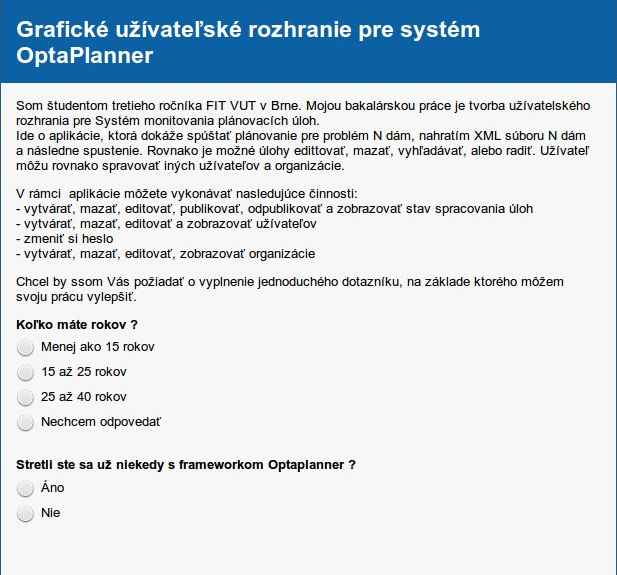 Grafické užívateľské rozhranie pre systém
OptaPlanner
Som študentom tretieho ročníka FIT VUT v Brne. Mojou bakalárskou práce je tvorba užívatelského
rozhrania pre Systém monitovania plánovacích úloh.
Ide o aplikácie, ktorá dokáže spúštať plánovanie pre problém N dám, nahratím XML súboru N dám
a následne spustenie. Rovnako je možné úlohy edittovať, mazať, vyhľadávať, alebo radiť. Užívateľ
môžu rovnako spravovať iných užívateľov a organizácie.
V rámci aplikácie môžete vykonávať nasledujúce činnosti:
- vytvárať, mazať, editovať, publikovať, odpublikovať a zobrazovať stav spracovania úloh
- vytvárať, mazať, editovať a zobrazovať užívateľov
- zmeniť si heslo
- vytvárať, mazať, editovať, zobrazovať organizácie
Chcel by ssom Vás požiadať o vyplnenie jednoduchého dotazníku, na základe ktorého môžem
svoju prácu vylepšiť.
Koľko máte rokov ?
Menej ako 15 rokov
15 až 25 rokov
25 až 40 rokov
Nechcem odpovedať
Stretli ste sa už niekedy s frameworkom Optaplanner ?
Áno
Nie